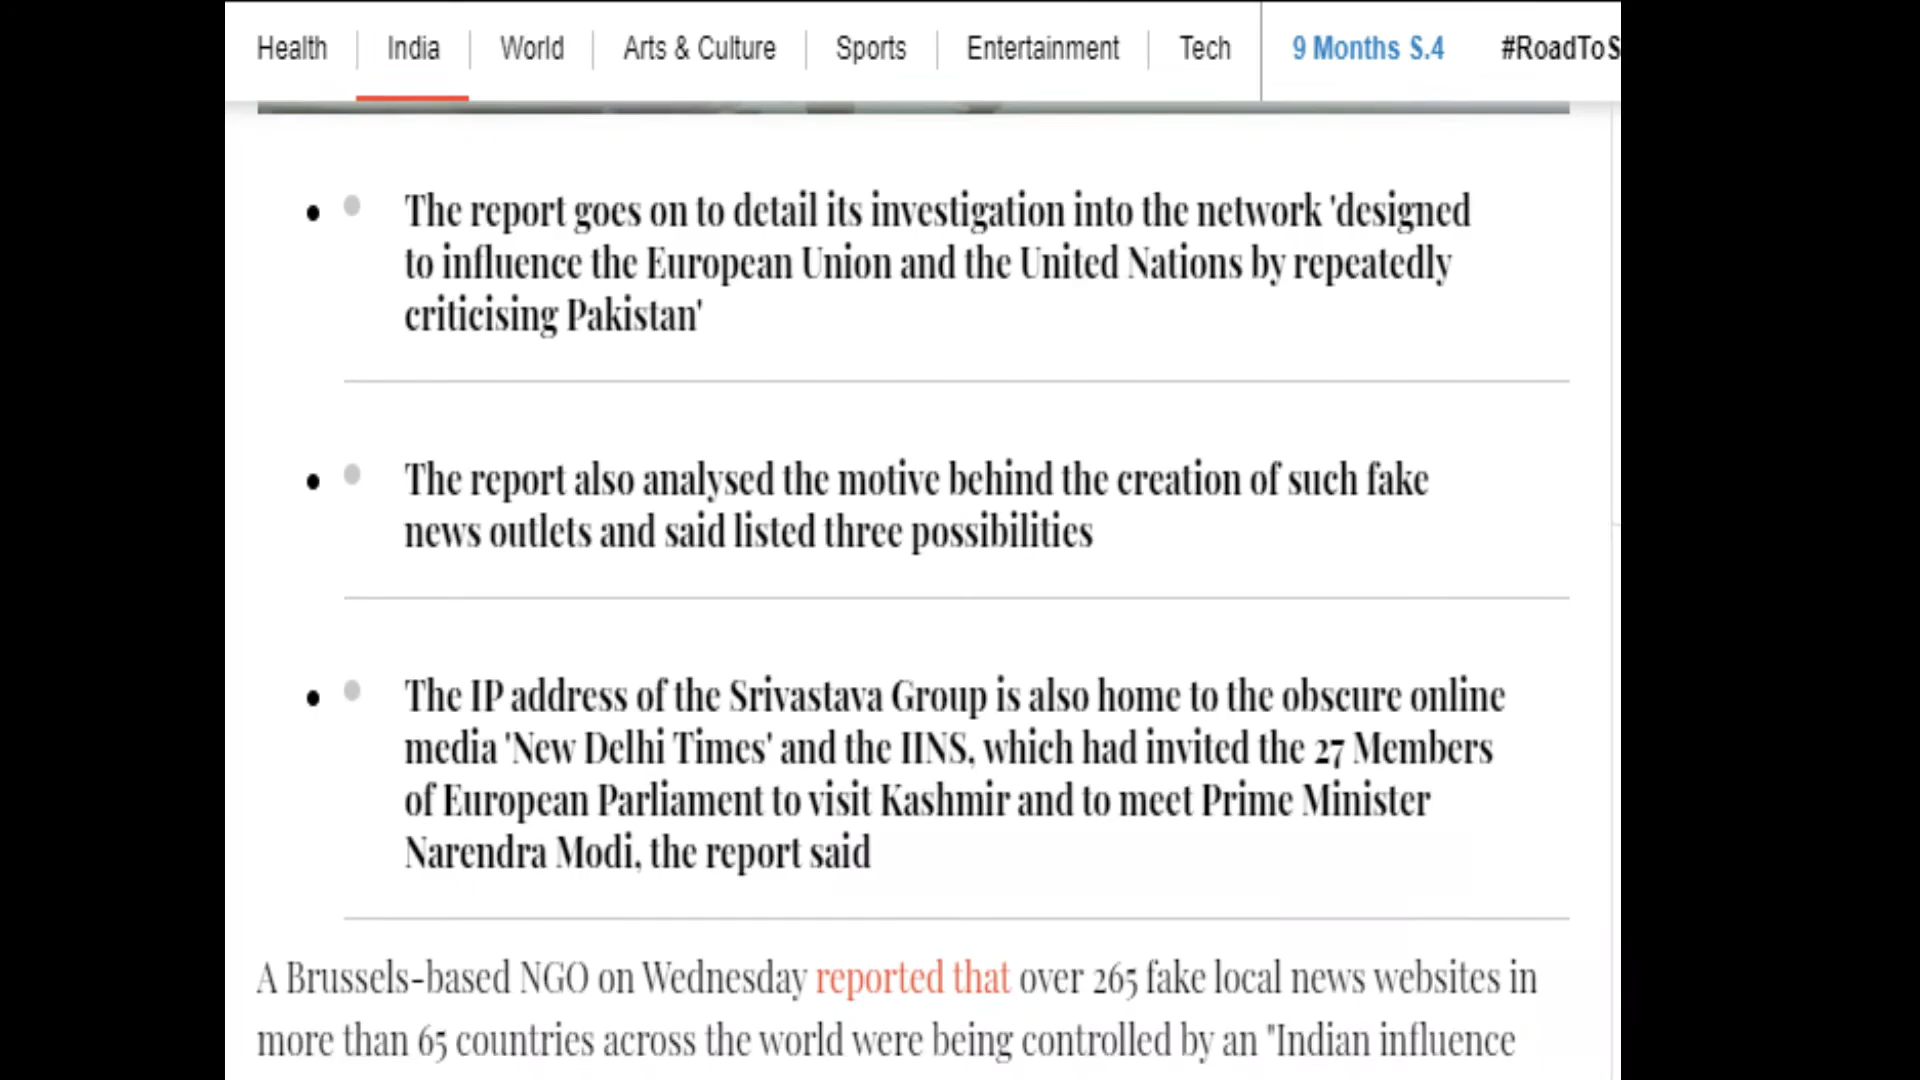 Health India World Arts & Culture Sports Entertainment Tech 9 Months S.4 #RoadToS
The report goes on to detail its investigation into the network 'designed
to influence the European Union and the United Nations by repeatedly
criticising Pakistan'
The report also analysed the motive behind the creation of such fake
news outlets and said listed three possibilities
The IP address of the Srivastava Group is also home to the obscure online
media 'New Delhi Times' and the IINS, which had invited the 27 Members
of European Parliament to visit Kashmir and to meet Prime Minister
Narendra Modi, the report said
A Brussels-based NGO on Wednesday reported that over 265 fake local news websites in
more than 65 countries across the world were being controlled by an "Indian influence